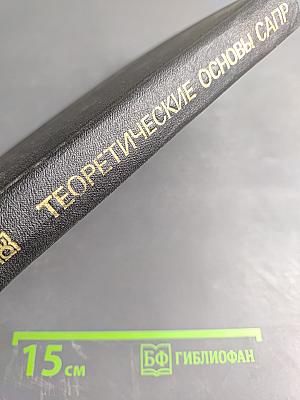 ТЕОРЕТИЧЕСКИЕ ОСНОВЫ САПР
15 см
БФ ГИБЛИОФАН